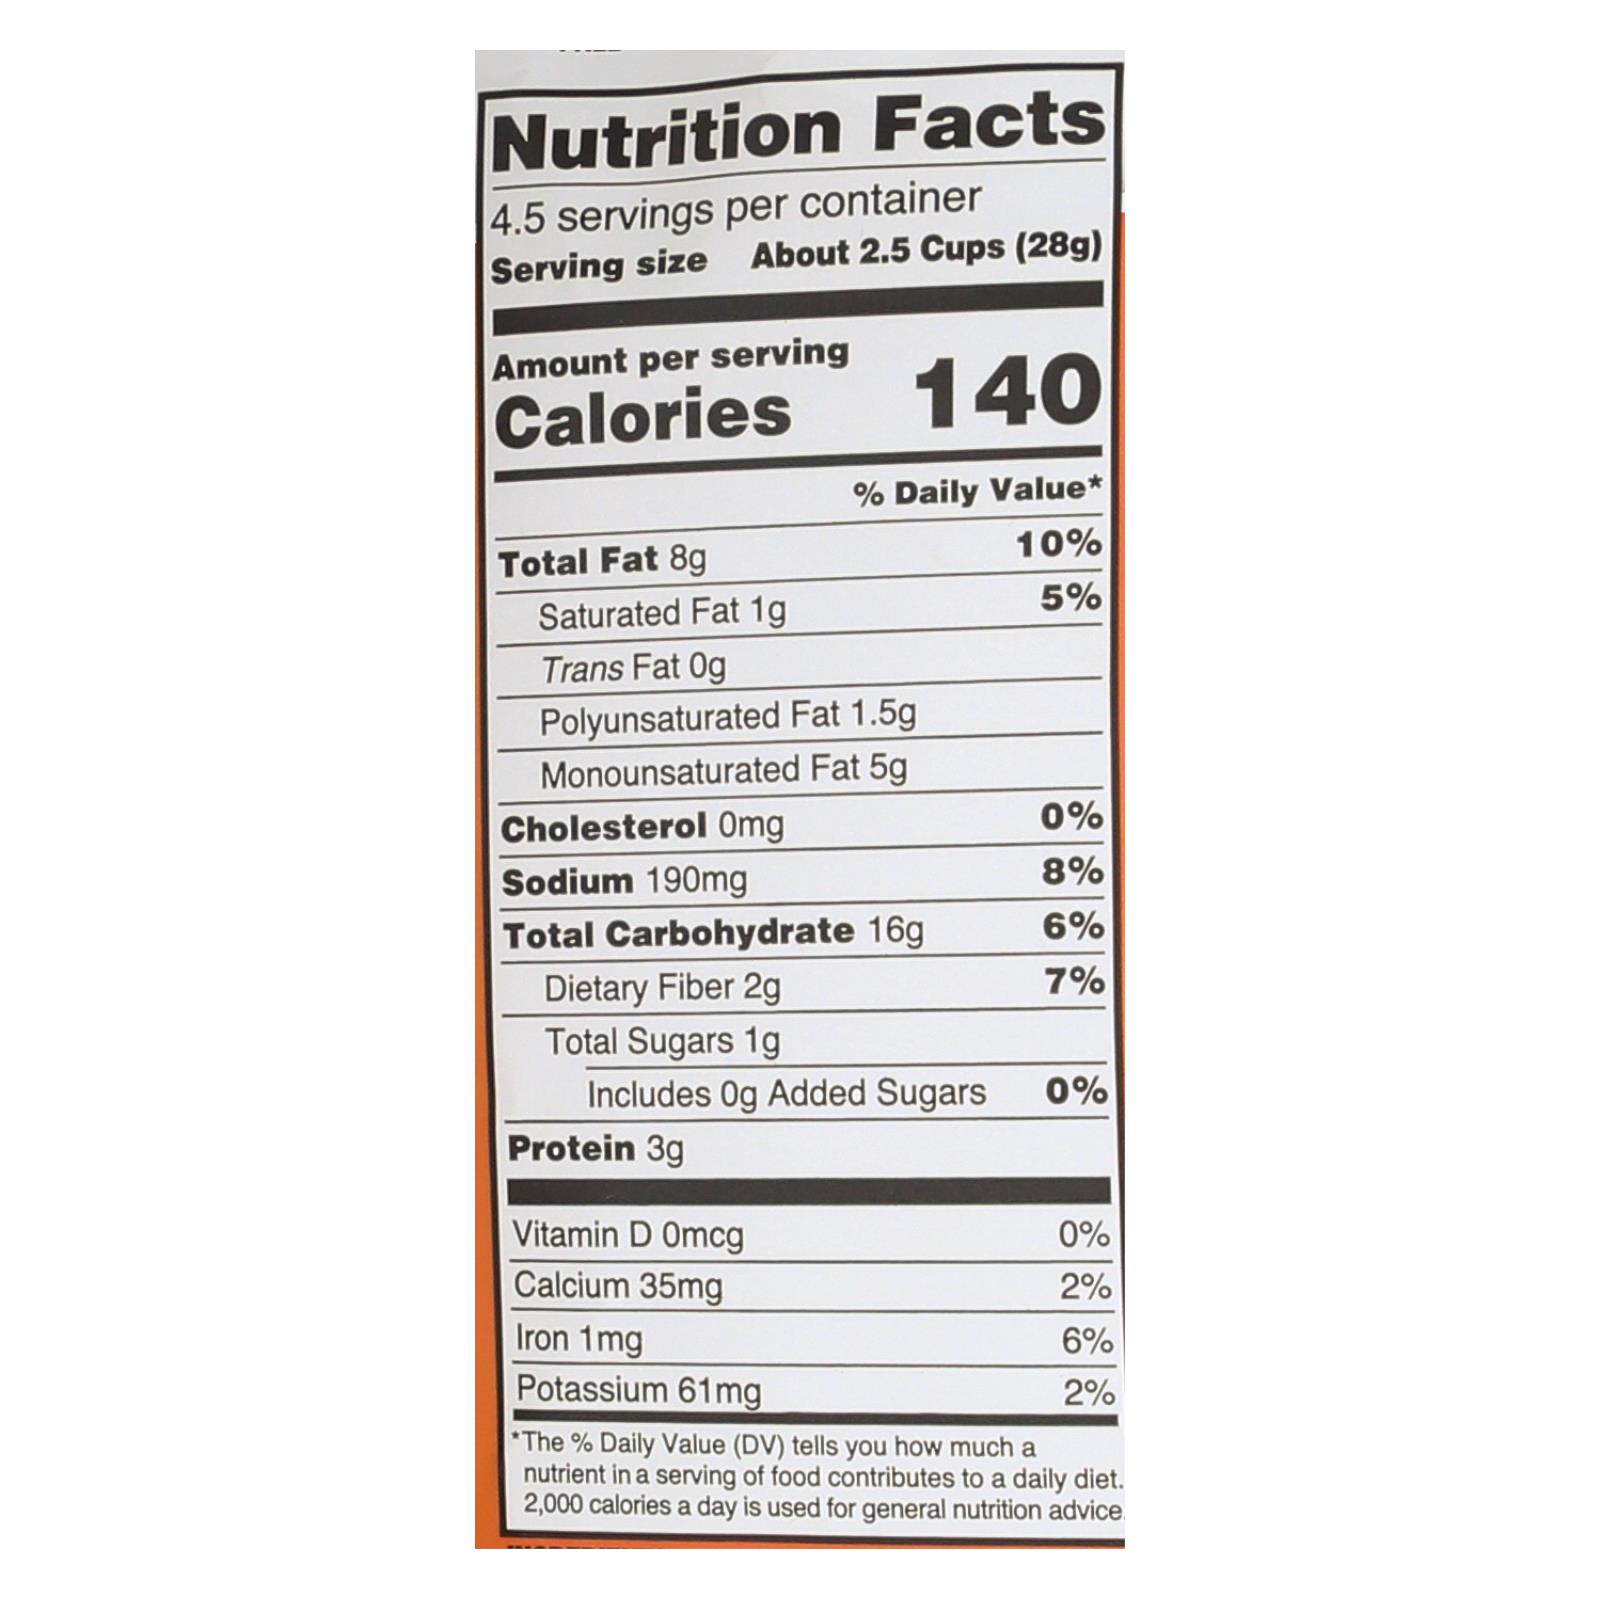 Nutrition Facts
4.5 servings per container
Serving size About 2.5 Cups (28g)
Amount per serving
Calories 140
% Daily Value*
Total Fat 8g 10%
Saturated Fat 1g 5%
Trans Fat 0g
Polyunsaturated Fat 1.5g
Monounsaturated Fat 5g
Cholesterol 0mg 0%
Sodium 190mg 8%
Total Carbohydrate 16g 6%
Dietary Fiber 2g 7%
Total Sugars 1g
Includes 0g Added Sugars 0%
Protein 3g
Vitamin D 0mcg 0%
Calcium 35mg 2%
Iron 1mg 6%
Potassium 61mg 2%
*The % Daily Value (DV) tells you how much a
nutrient in a serving of food contributes to a daily diet.
2,000 calories a day is used for general nutrition advice.